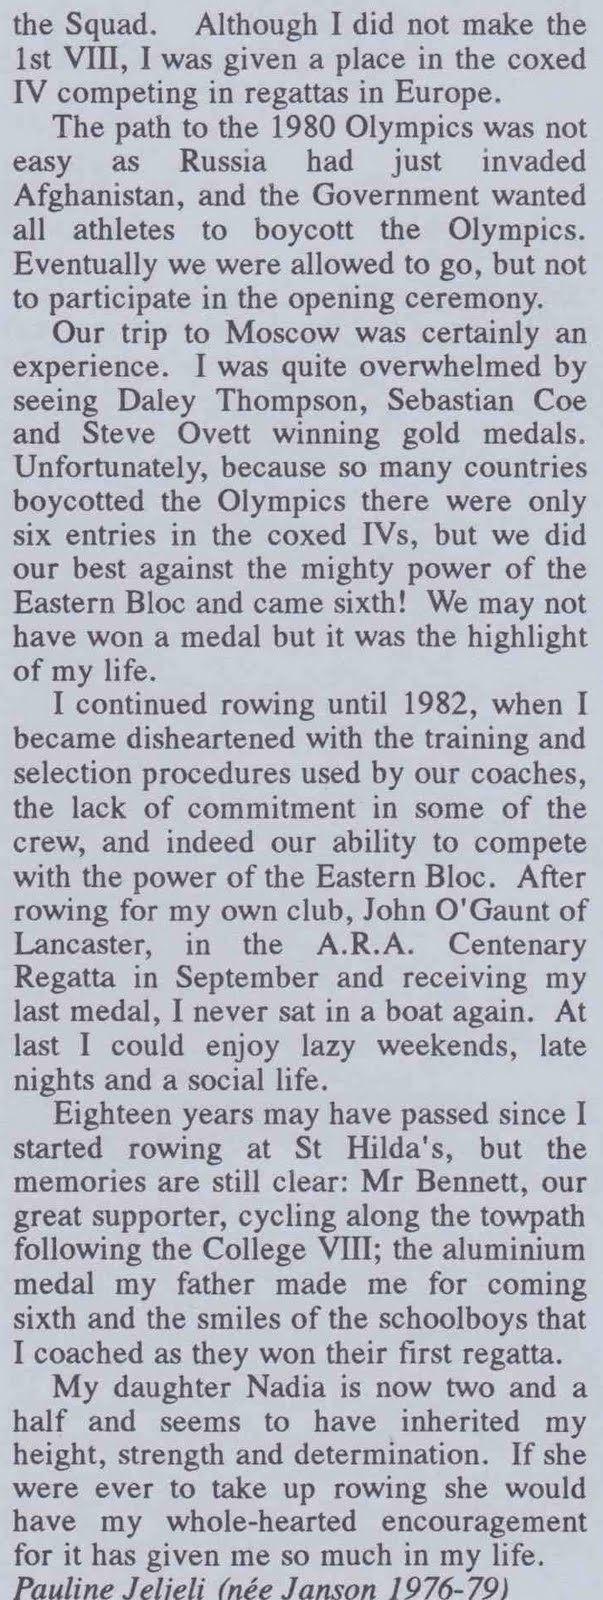 the Squad. Although I did not make the
1st VIII, I was given a place in the coxed
IV competing in regattas in Europe.
The path to the 1980 Olympics was not
easy as Russia had just invaded
Afghanistan, and the Government wanted
all athletes to boycott the Olympics.
Eventually we were allowed to go, but not
to participate in the opening ceremony.
Our trip to Moscow was certainly an
experience. I was quite overwhelmed by
seeing Daley Thompson, Sebastian Coe
and Steve Ovett winning gold medals.
Unfortunately, because so many countries
boycotted the Olympics there were only
six entries in the coxed IVs, but we did
our best against the mighty power of the
Eastern Bloc and came sixth! We may not
have won a medal but it was the highlight
of my life.
I continued rowing until 1982, when I
became disheartened with the training and
selection procedures used by our coaches,
the lack of commitment in some of the
crew, and indeed our ability to compete
with the power of the Eastern Bloc. After
rowing for my own club, John O'Gaunt of
Lancaster, in the A.R.A. Centenary
Regatta in September and receiving my
last medal, I never sat in a boat again. At
last I could enjoy lazy weekends, late
nights and a social life.
Eighteen years may have passed since I
started rowing at St Hilda's, but the
memories are still clear: Mr Bennett, our
great supporter, cycling along the towpath
following the College VIII; the aluminium
medal my father made me for coming
sixth and the smiles of the schoolboys that
I coached as they won their first regatta.
My daughter Nadia is now two and a
half and seems to have inherited my
height, strength and determination. If she
were ever to take up rowing she would
have my whole-hearted encouragement
for it has given me so much in my life.
Pauline Jeljeli (née Janson 1976-79)